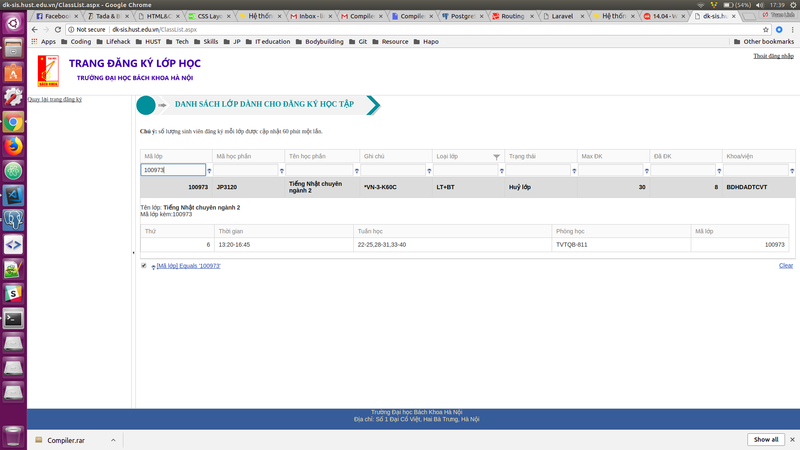 dk-sis.hust.edu.vn/ClassList.aspx - Google Chrome
(54%)
17:39
Faceboo
Tada & B
HTML&
CSS Layo
Hệ thốn
Inbox - B
Compiler
Compiler
Postgre
Routing
Laravel
Hệ thốn
14.04 - W
dk-sis.hu
Not secure
dk-sis.hust.edu.vn/ClassList.aspx
Apps
Coding
Lifehack
HUST
Tech
Skills
JP
IT education
Bodybuilding
Git
Resource
Hapo
Other bookmarks
TRANG ĐĂNG KÝ LỚP HỌC
TRƯỜNG ĐẠI HỌC BÁCH KHOA HÀ NỘI
Thoát đăng nhập
Quay lại trang đăng ký
DANH SÁCH LỚP DÀNH CHO ĐĂNG KÝ HỌC TẬP
Chú ý: số lượng sinh viên đăng ký mỗi lớp được cập nhật 60 phút một lần.
Mã lớp Mã học phần Tên học phần Ghi chú Loại lớp Trạng thái Max ĐK Đã ĐK Khoa/viện
100973
100973 JP3120 Tiếng Nhật chuyên ngành 2 *VN-3-K60C LT+BT Huỷ lớp 30 8 BDHDADTCVT
Tên lớp: Tiếng Nhật chuyên ngành 2
Mã lớp kèm:100973
Thứ Thời gian Tuần học Phòng học Mã lớp
6 13:20-16:45 22-25,28-31,33-40 TVTQB-811 100973
[Mã lớp] Equals '100973'
Clear
Trường Đại học Bách Khoa Hà Nội
Địa chỉ: Số 1 Đại Cồ Việt, Hai Bà Trưng, Hà Nội
Compiler.rar
Show all